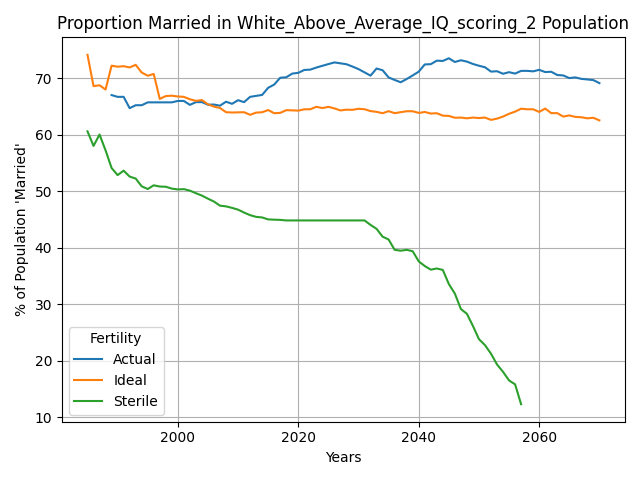 Proportion Married in White_Above_Average_IQ_scoring_2 Population
% of Population 'Married'
70
60
50
40
30
20
10
Fertility
Actual
Ideal
Sterile
2000 2020 2040 2060
Years